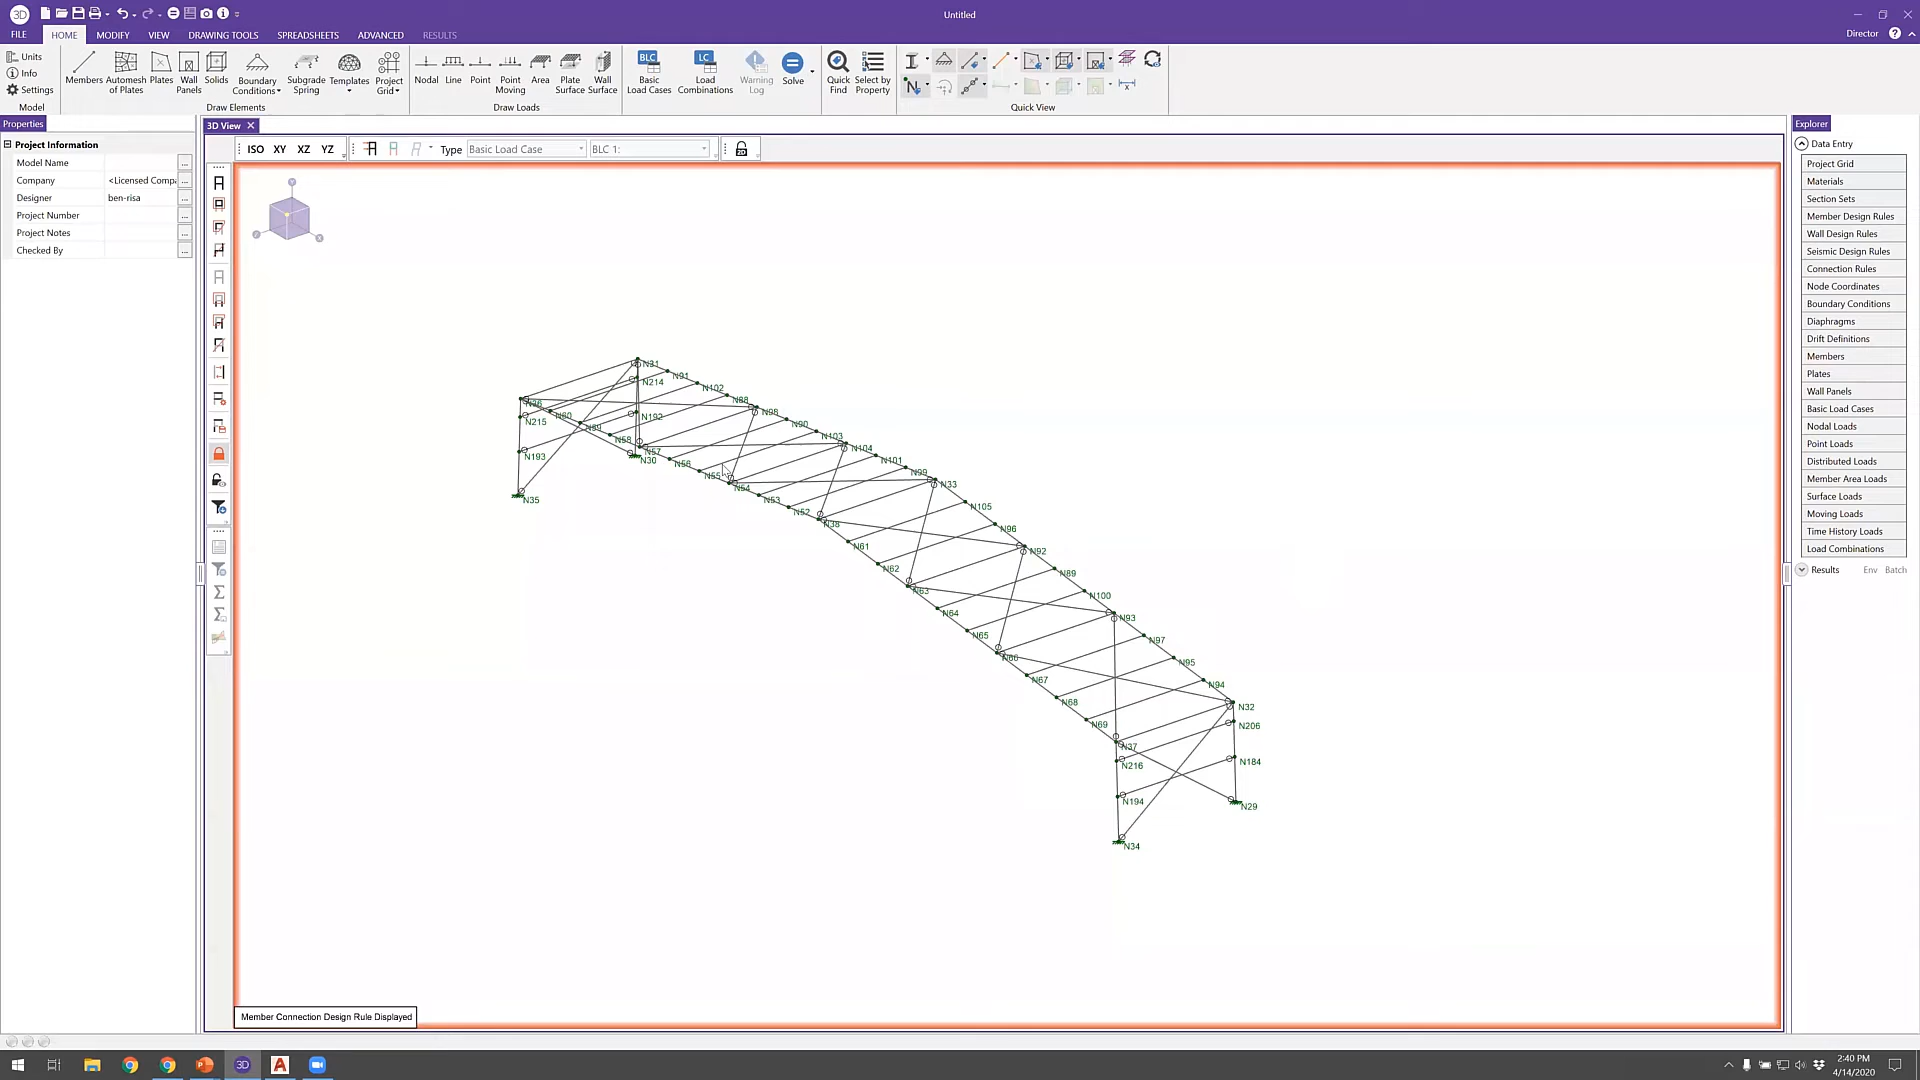 3D
Untitled
FILE
HOME
MODIFY
VIEW
DRAWING TOOLS
SPREADSHEETS
ADVANCED
RESULTS
Director
Units
Info
Settings
Model
Members
Automesh of Plates
Plates
Wall Panels
Solids
Boundary Conditions
Subgrade Spring
Templates
Project Grid
Draw Elements
Nodal
Line
Point
Point Moving
Area
Plate Surface
Wall Surface
Draw Loads
BLC
Basic Load Cases
LC
Load Combinations
Warning Log
Solve
Quick Find
Select by Property
Quick View
Properties
Project Information
Model Name
Company <Licensed Compa
Designer ben-risa
Project Number
Project Notes
Checked By
3D View
ISO XY XZ YZ
Type Basic Load Case BLC 1:
N31
N91
N214
N102
N88
N36
N98
N60
N192
N215
N90
N59
N103
N58
N104
N57
N30
N193
N56
N101
N55
N99
N54
N33
N35
N53
N105
N52
N38
N96
N61
N92
N62
N89
N63
N100
N64
N93
N65
N97
N66
N95
N67
N94
N68
N32
N69
N206
N37
N216
N184
N194
N29
N34
Member Connection Design Rule Displayed
Explorer
Data Entry
Project Grid
Materials
Section Sets
Member Design Rules
Wall Design Rules
Seismic Design Rules
Connection Rules
Node Coordinates
Boundary Conditions
Diaphragms
Drift Definitions
Members
Plates
Wall Panels
Basic Load Cases
Nodal Loads
Point Loads
Distributed Loads
Member Area Loads
Surface Loads
Moving Loads
Time History Loads
Load Combinations
Results Env Batch
2:40 PM
4/14/2020